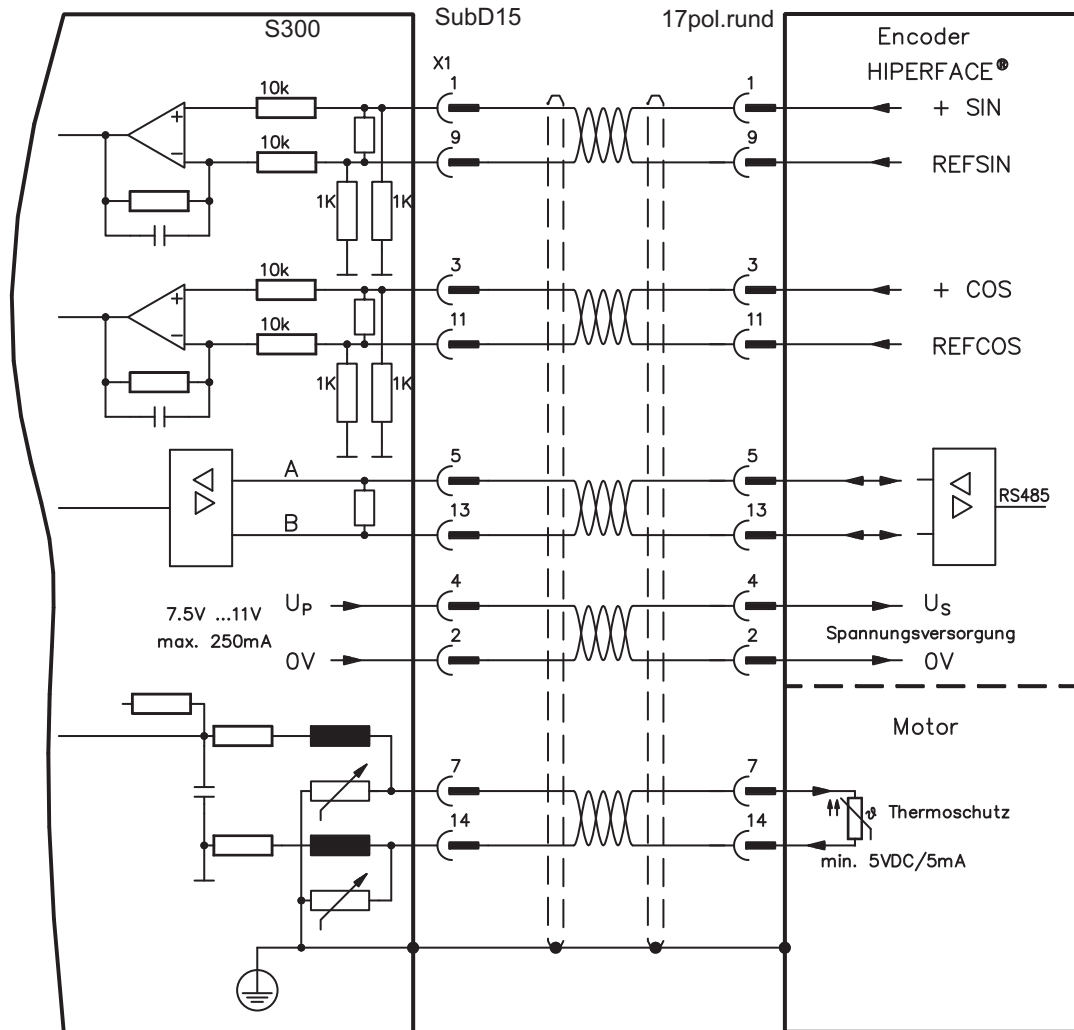 S300
SubD15
17pol.rund
Encoder
HIPERFACE®
X1
10k
1
1
+ SIN
+
−
10k
9
9
REFSIN
1K
1K
10k
3
3
+ COS
+
−
10k
11
11
REFCOS
1K
1K
A
5
5
RS485
B
13
13
7.5V ...11V
max. 250mA
UP
4
4
US
Spannungsversorgung
0V
2
2
0V
Motor
7
7
ϑ Thermoschutz
14
14
min. 5VDC/5mA